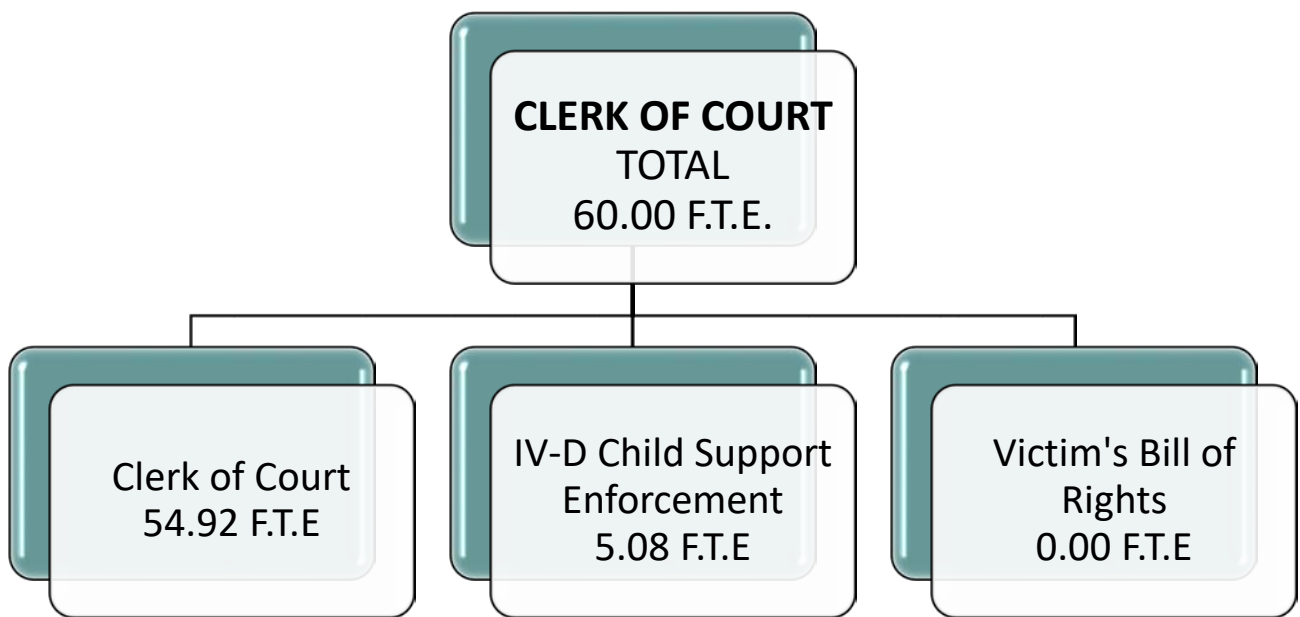 CLERK OF COURT
TOTAL
60.00 F.T.E.
Clerk of Court
54.92 F.T.E
IV-D Child Support
Enforcement
5.08 F.T.E
Victim's Bill of
Rights
0.00 F.T.E